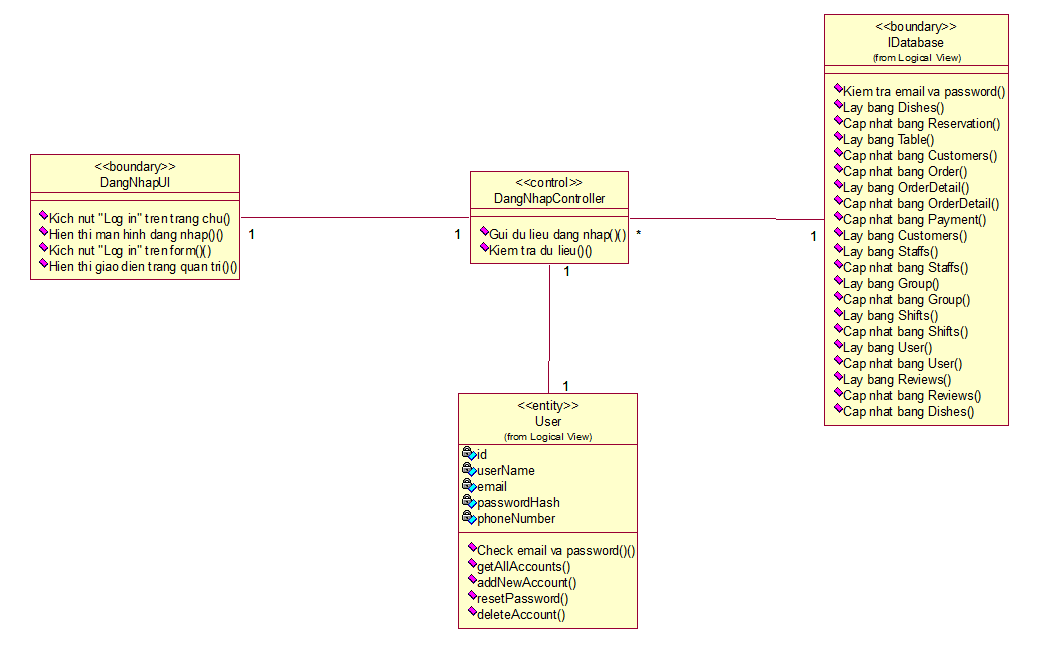 <<boundary>>
DangNhapUI
Kich nut "Log in" tren trang chu()
Hien thi man hinh dang nhap()()
Kich nut "Log in" tren form()()
Hien thi giao dien trang quan tri()()
1
1
<<control>>
DangNhapController
Gui du lieu dang nhap()()
Kiem tra du lieu()()
*
1
1
1
<<boundary>>
IDatabase
(from Logical View)
Kiem tra email va password()
Lay bang Dishes()
Cap nhat bang Reservation()
Lay bang Table()
Cap nhat bang Customers()
Cap nhat bang Order()
Lay bang OrderDetail()
Cap nhat bang OrderDetail()
Cap nhat bang Payment()
Lay bang Customers()
Lay bang Staffs()
Cap nhat bang Staffs()
Lay bang Group()
Cap nhat bang Group()
Lay bang Shifts()
Cap nhat bang Shifts()
Lay bang User()
Cap nhat bang User()
Lay bang Reviews()
Cap nhat bang Reviews()
Cap nhat bang Dishes()
<<entity>>
User
(from Logical View)
id
userName
email
passwordHash
phoneNumber
Check email va password()()
getAllAccounts()
addNewAccount()
resetPassword()
deleteAccount()